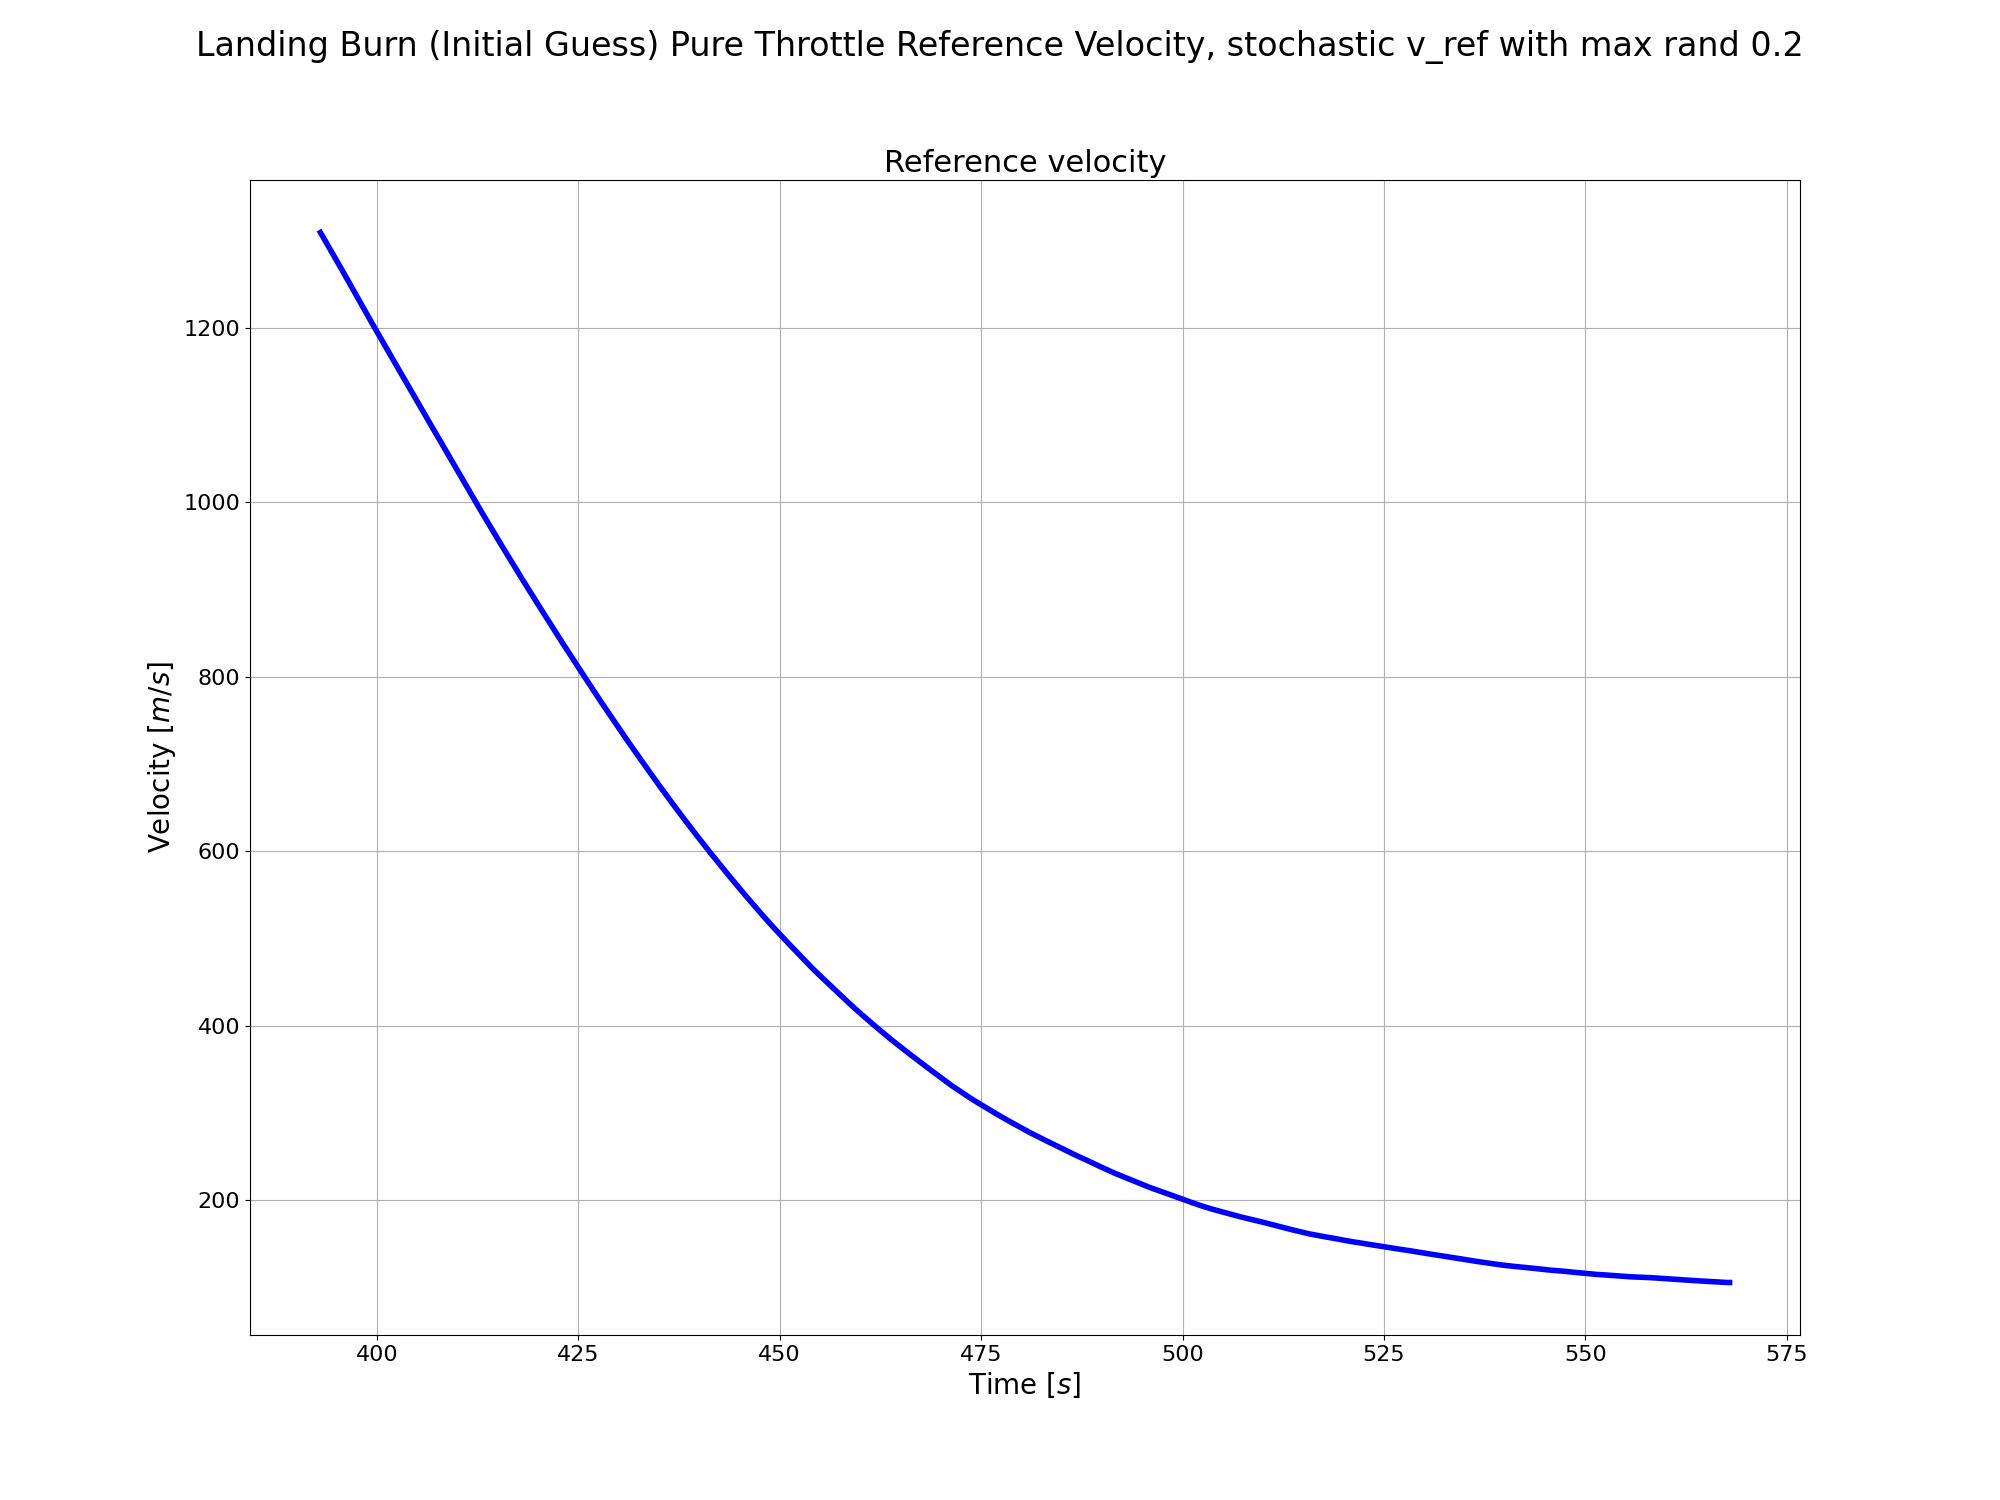 Landing Burn (Initial Guess) Pure Throttle Reference Velocity, stochastic v_ref with max rand 0.2
Reference velocity
Velocity [m/s]
1200
1000
800
600
400
200
400 425 450 475 500 525 550 575
Time [s]